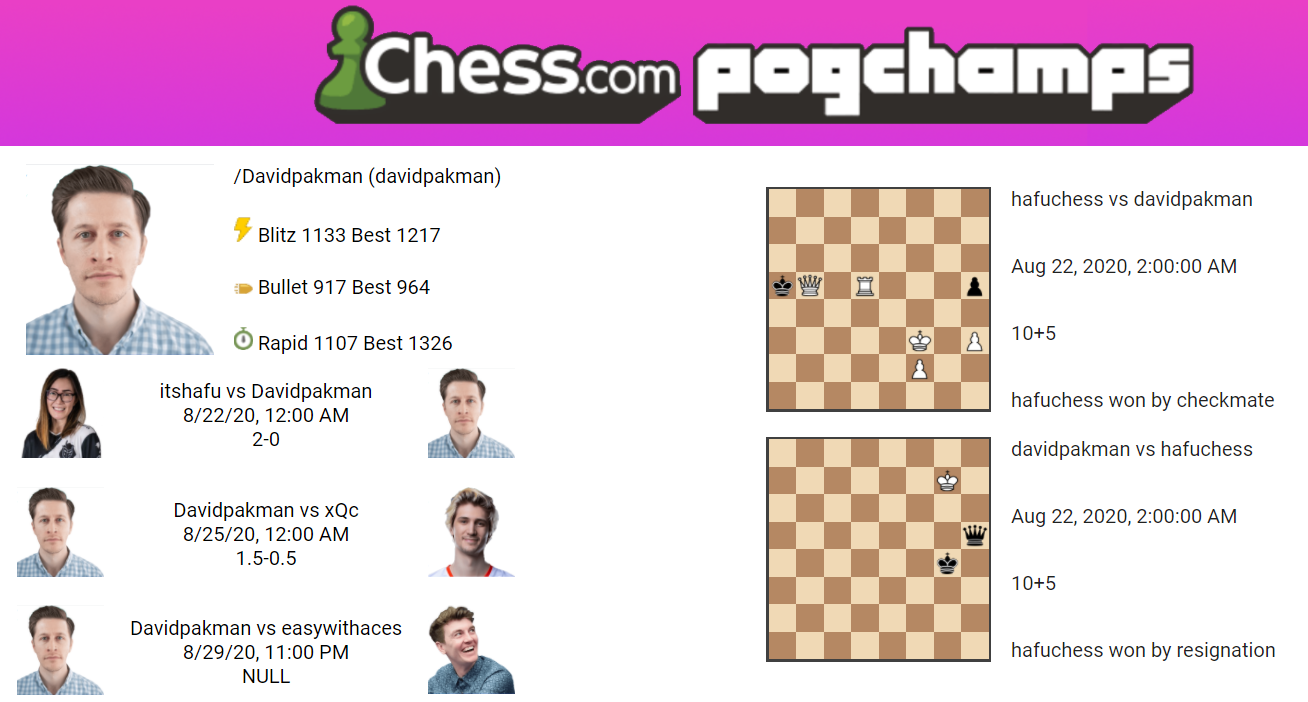 Chess.com pogchamps
/Davidpakman (davidpakman)
Blitz 1133 Best 1217
Bullet 917 Best 964
Rapid 1107 Best 1326
itshafu vs Davidpakman
8/22/20, 12:00 AM
2-0
Davidpakman vs xQc
8/25/20, 12:00 AM
1.5-0.5
Davidpakman vs easywithaces
8/29/20, 11:00 PM
NULL
hafuchess vs davidpakman
Aug 22, 2020, 2:00:00 AM
10+5
hafuchess won by checkmate
davidpakman vs hafuchess
Aug 22, 2020, 2:00:00 AM
10+5
hafuchess won by resignation